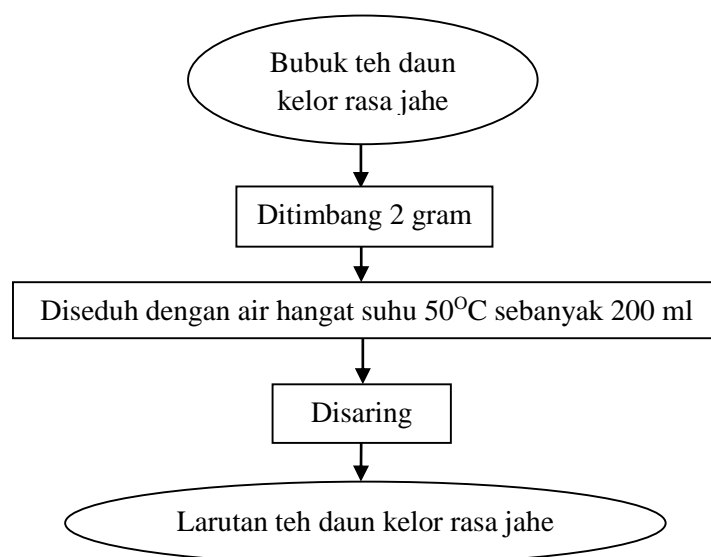 Bubuk teh daun
kelor rasa jahe
Ditimbang 2 gram
Diseduh dengan air hangat suhu 50°C sebanyak 200 ml
Disaring
Larutan teh daun kelor rasa jahe